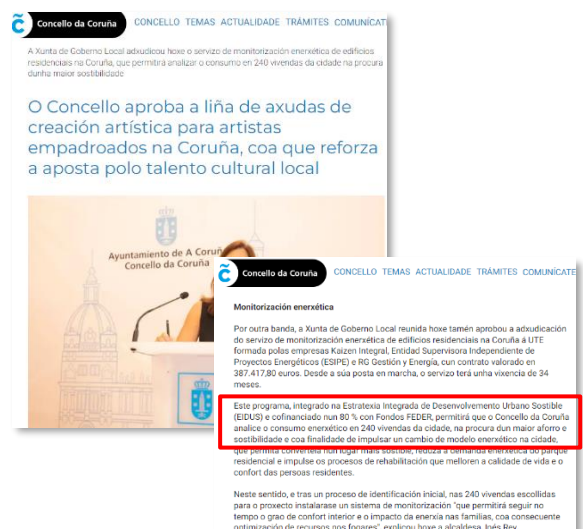 Concello da Coruña
CONCELLO TEMAS ACTUALIDADE TRÁMITES COMUNÍCAT
A Xunta de Goberno Local adxudicou hoxe o servizo de monitorización enerxética de edificios
residenciais na Coruña, que permitirá analizar o consumo en 240 vivendas da cidade na procura
dunha maior sostibilidade
O Concello aproba a liña de axudas de
creación artística para artistas
empadroados na Coruña, coa que reforza
a aposta polo talento cultural local
Ayuntamiento de A Coruñ
Concello da Coruña
Concello da Coruña
CONCELLO TEMAS ACTUALIDADE TRÁMITES COMUNÍCATE
Monitorización enerxética
Por outra banda, a Xunta de Goberno Local reunida hoxe tamén aprobou a adxudicación
do servizo de monitorización enerxética de edificios residenciais na Coruña á UTE
formada polas empresas Kaizen Integral, Entidad Supervisora Independiente de
Proyectos Energéticos (ESIPE) e RG Gestión y Energía, cun contrato valorado en
387.417,80 euros. Desde a súa posta en marcha, o servizo terá unha vixencia de 34
meses.
Este programa, integrado na Estratexia Integrada de Desenvolvemento Urbano Sostible
(EIDUS) e cofinanciado nun 80 % con Fondos FEDER, permitirá que o Concello da Coruña
analice o consumo enerxético en 240 vivendas da cidade, na procura dun maior aforro e
sostibilidade e coa finalidade de impulsar un cambio de modelo enerxético na cidade,
que permita convertela nun lugar máis sostible, reduza a demanda enerxética do parque
residencial e impulse os procesos de rehabilitación que melloren a calidade de vida e o
confort das persoas residentes.
Neste sentido, e tras un proceso de identificación inicial, nas 240 vivendas escollidas
para o proxecto instalarase un sistema de monitorización "que permitirá seguir no
tempo o grao de confort interior e o impacto da enerxía nas familias, coa consecuente
optimización de recursos nos fogares", explicou hoxe a alcaldesa, Inés Rey